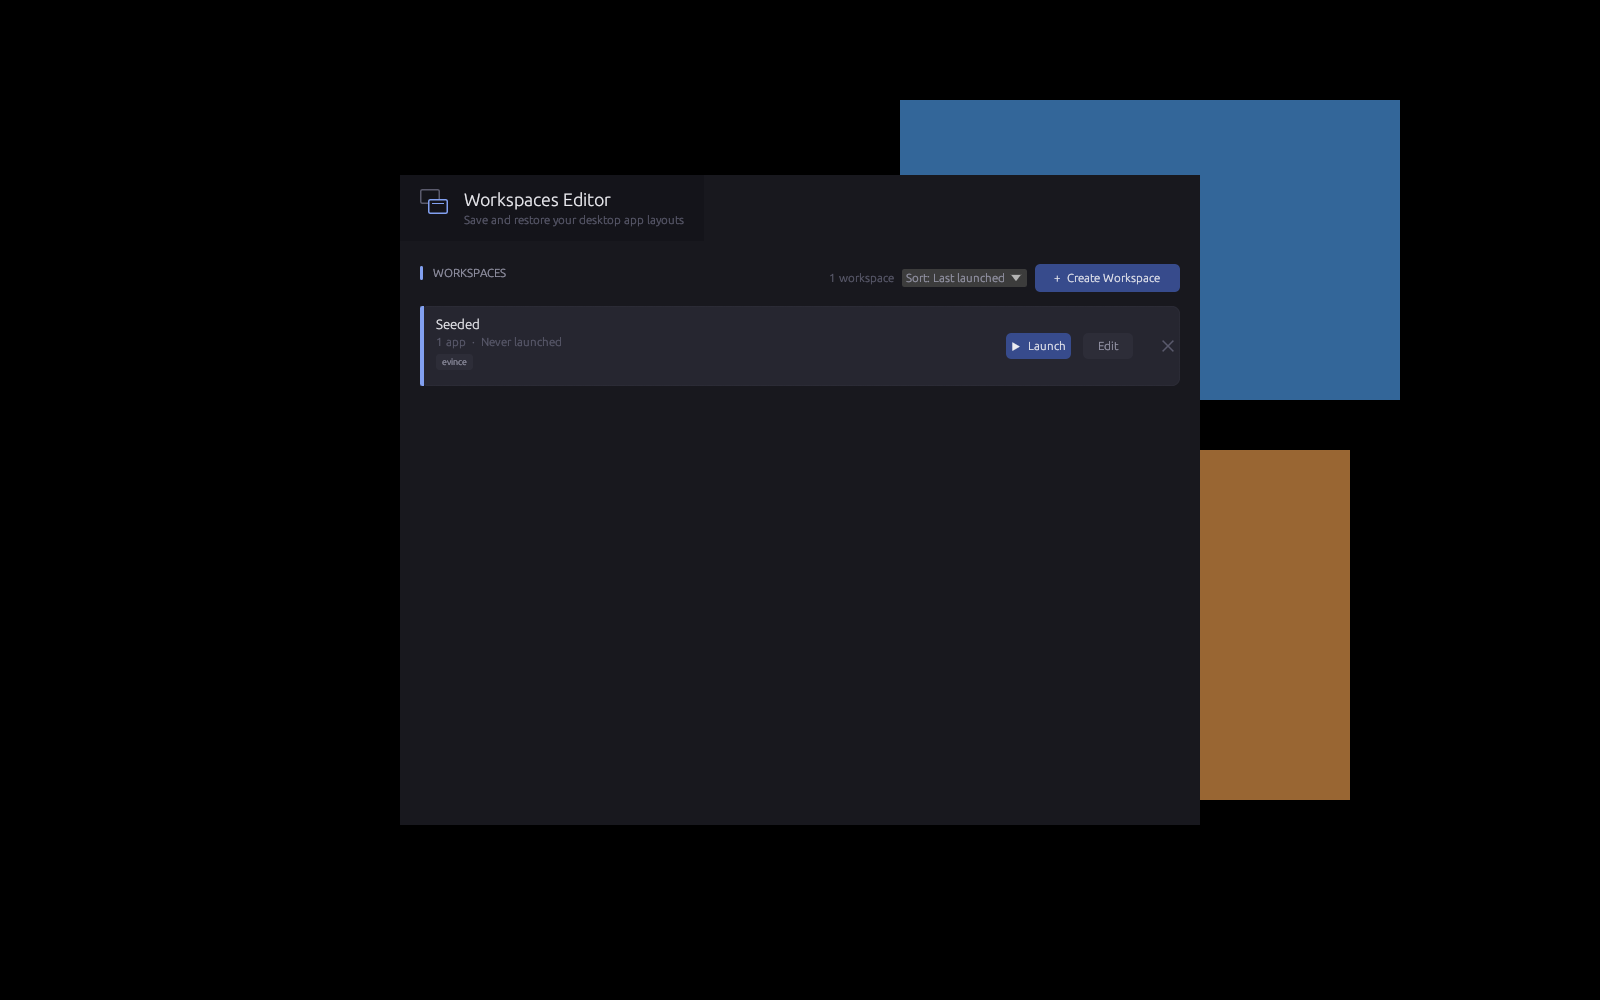 Workspaces Editor
Save and restore your desktop app layouts
WORKSPACES
1 workspace
Sort: Last launched
+ Create Workspace
Seeded
1 app · Never launched
evince
Launch
Edit